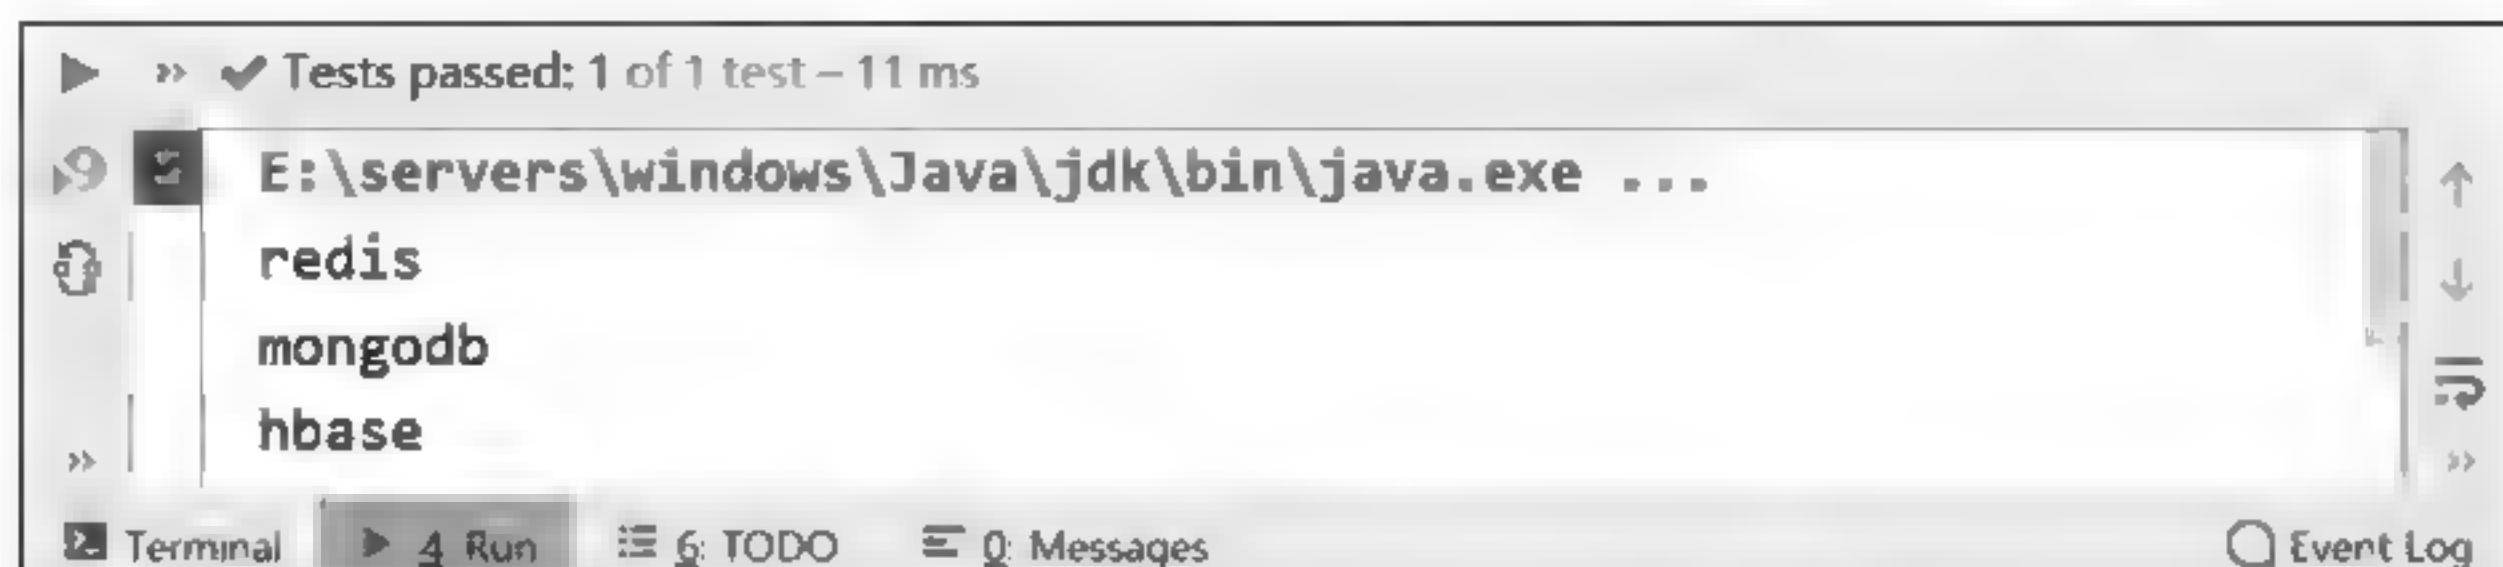 Tests passed: 1 of 1 test – 11 ms
E:\servers\windows\Java\jdk\bin\java.exe ...
redis
mongodb
hbase
Terminal 4 Run 6: TODO 0: Messages Event Log